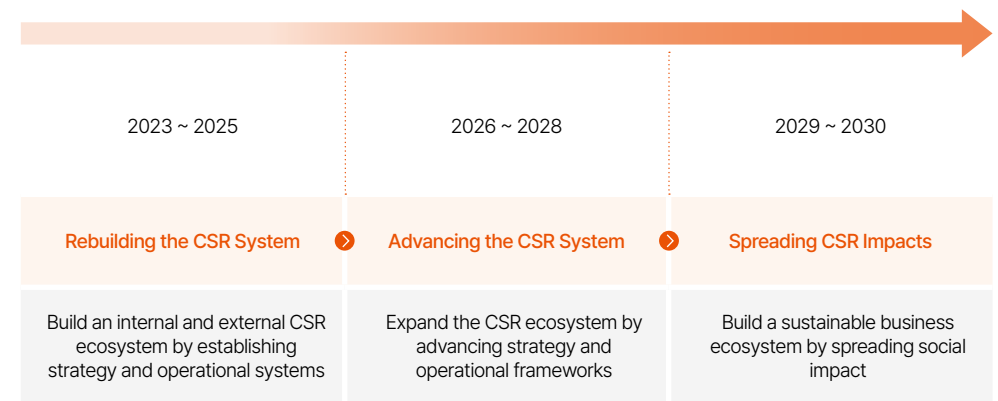 2023 ~ 2025
2026 ~ 2028
2029 ~ 2030
Rebuilding the CSR System
Advancing the CSR System
Spreading CSR Impacts
Build an internal and external CSR
ecosystem by establishing
strategy and operational systems
Expand the CSR ecosystem by
advancing strategy and
operational frameworks
Build a sustainable business
ecosystem by spreading social
impact